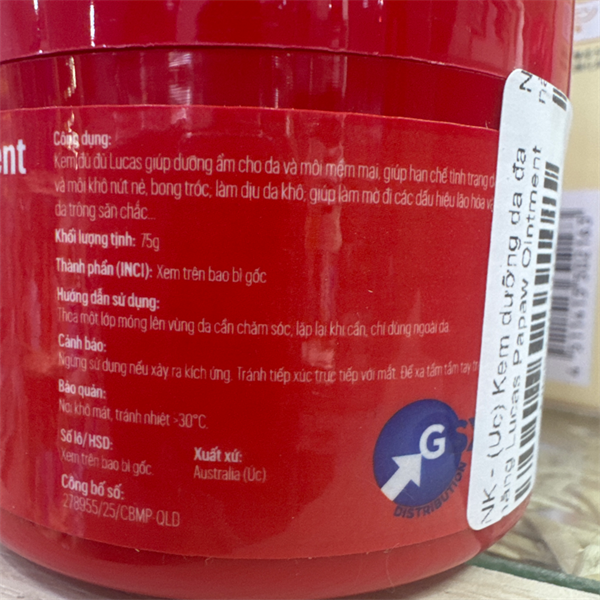 ent
Công dụng:
Kem đu đủ Lucas giúp dưỡng ẩm cho da và môi mềm mại, giúp hạn chế tình trạng d
và môi khô nứt nẻ, bong tróc, làm dịu da khô, giúp làm mờ đi các dấu hiệu lão hóa và
da trông săn chắc...
Khối lượng tịnh: 75g
Thành phần (INCI): Xem trên bao bì gốc
Hướng dẫn sử dụng:
Thoa một lớp mỏng lên vùng da cần chăm sóc, lặp lại khi cần, chỉ dùng ngoài da.
Cảnh báo:
Ngừng sử dụng nếu xảy ra kích ứng. Tránh tiếp xúc trực tiếp với mắt. Để xa tầm tầm tay tr
Bảo quản:
Nơi khô mát, tránh nhiệt >30°C.
Số lô/HSD:
Xem trên bao bì gốc.
Xuất xứ:
Australia (Úc)
Công bố số:
278955/25/CBMP-QLD
G
DISTRIBUTION
NK - (Úc) Kem dưỡng da đa
năng Lucas Papaw Ointment